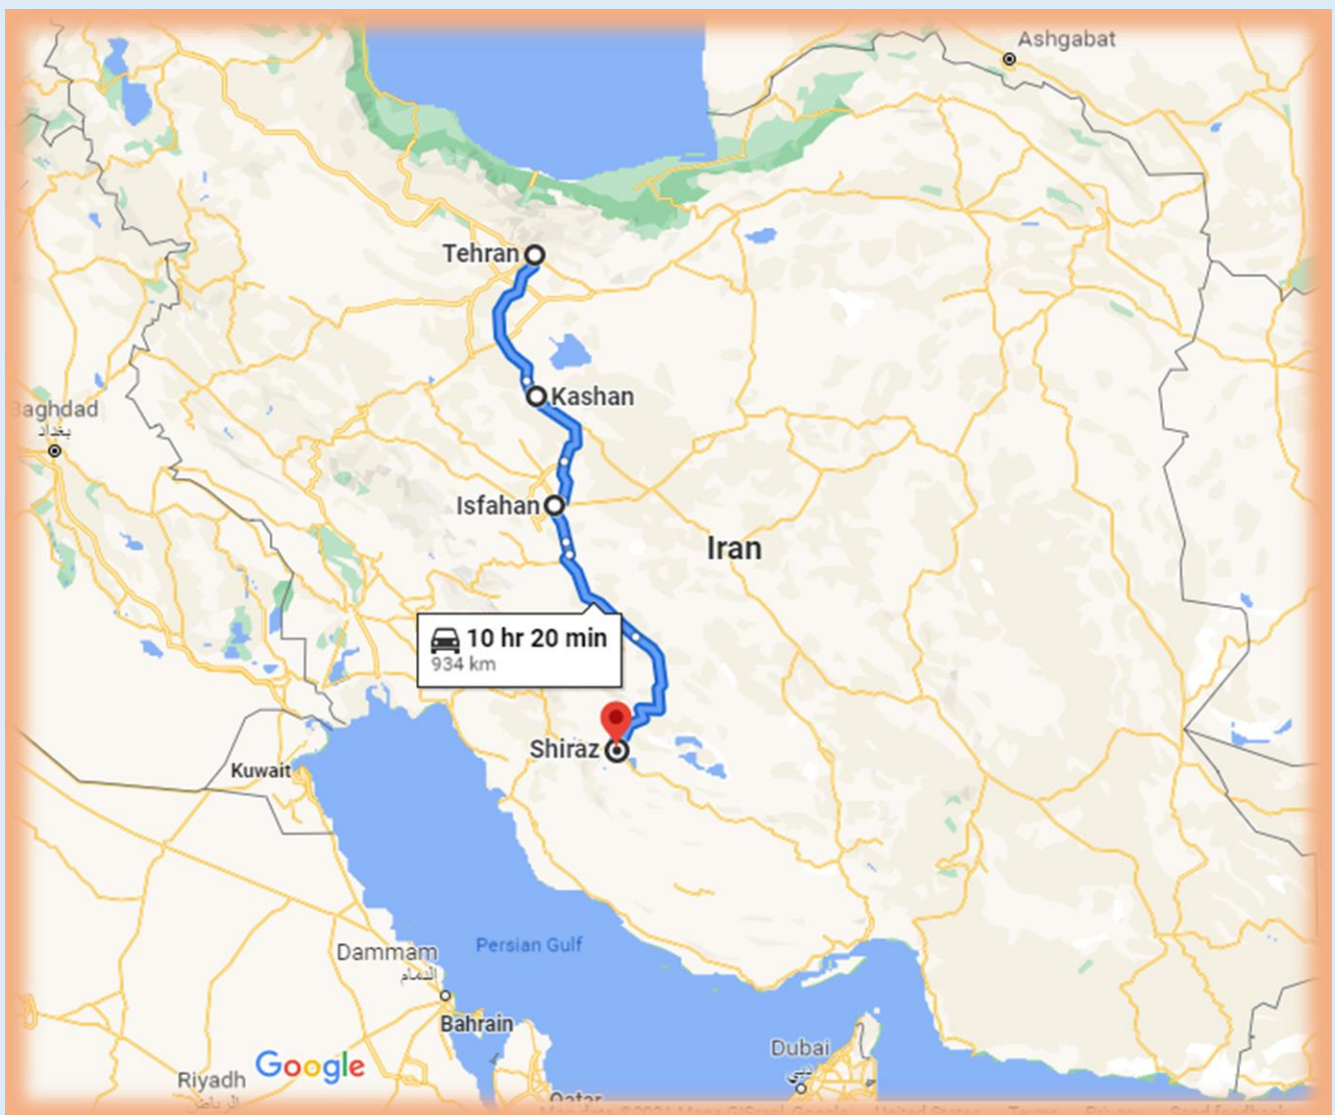 Ashgabat
Tehran
Kashan
Baghdad
بغداد
Isfahan
Iran
10 hr 20 min
934 km
Shiraz
Kuwait
Persian Gulf
Dammam
الدمام
Bahrain
Dubai
دبي
Google
Riyadh
الرياض
Qatar